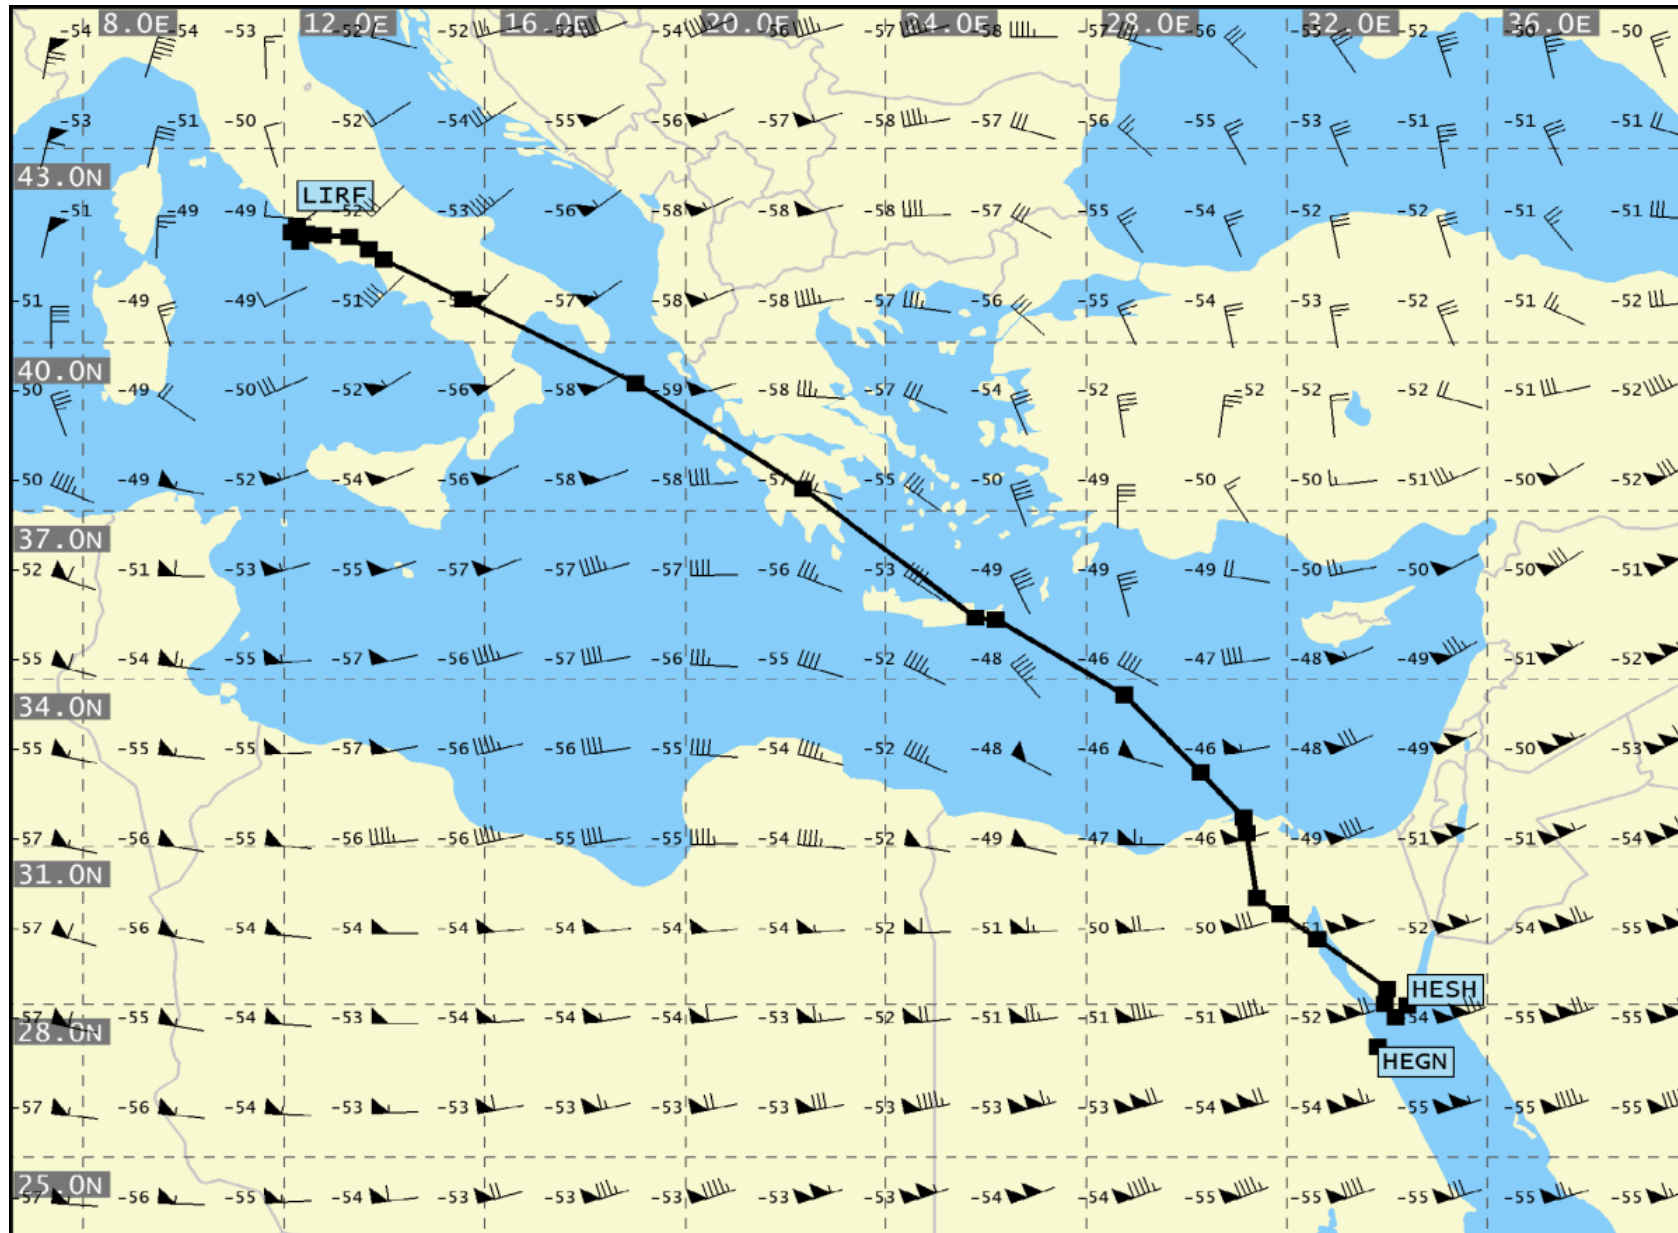 -54 8.0E -54 -53 12.0E -52 -52 16.0E -53 -54 20.0E -56 -57 24.0E -58 -57 28.0E -56 -55 32.0E -52 -50 36.0E -50
-53 -51 -50 -52 -54 -55 -56 -57 -58 -57 -56 -55 -53 -51 -51 -51
43.0N
LIRF
-51 -49 -49 -52 -53 -56 -58 -58 -58 -57 -55 -54 -52 -52 -51 -51
-51 -49 -49 -51 -57 -58 -58 -57 -56 -55 -54 -53 -52 -51 -52
40.0N
-50 -49 -50 -52 -56 -58 -59 -58 -57 -54 -52 -52 -52 -52 -51 -52
-50 -49 -52 -54 -56 -58 -58 -57 -55 -50 -49 -50 -50 -51 -50 -52
37.0N
-52 -51 -53 -55 -57 -57 -57 -56 -53 -49 -49 -49 -50 -50 -50 -51
-55 -54 -55 -57 -56 -57 -56 -55 -52 -48 -46 -47 -48 -49 -51 -52
34.0N
-55 -55 -55 -57 -56 -56 -55 -54 -52 -48 -46 -46 -48 -49 -50 -53
-57 -56 -55 -56 -56 -55 -55 -54 -52 -49 -47 -46 -49 -51 -51 -54
31.0N
-57 -56 -54 -54 -54 -54 -54 -54 -52 -51 -50 -50 -51 -52 -54 -55
HESH
-57 -55 -54 -53 -54 -54 -54 -53 -52 -51 -51 -51 -52 -54 -55 -55
28.0N
HEGN
-57 -56 -54 -53 -53 -53 -53 -53 -53 -53 -53 -54 -54 -55 -55 -55
25.0N
-57 -56 -55 -54 -53 -53 -53 -53 -53 -54 -54 -55 -55 -55 -55 -55